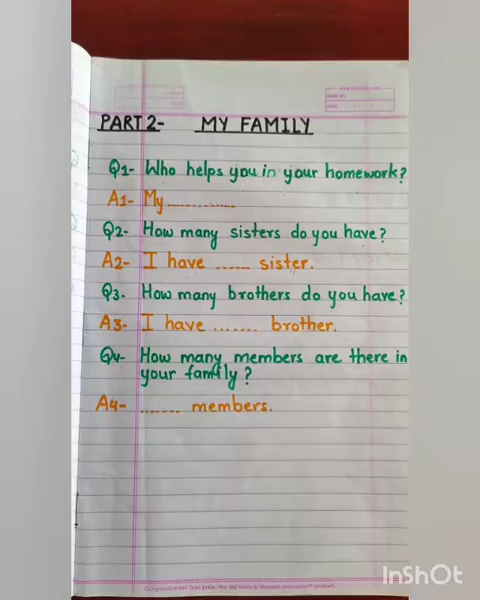 PART 2- MY FAMILY
Q1- Who helps you in your homework?
A1- My ............
Q2- How many sisters do you have?
A2- I have ...... sister.
Q3- How many brothers do you have?
A3- I have ....... brother.
Q4- How many members are there in
your family?
A4- ....... members.
InShOt